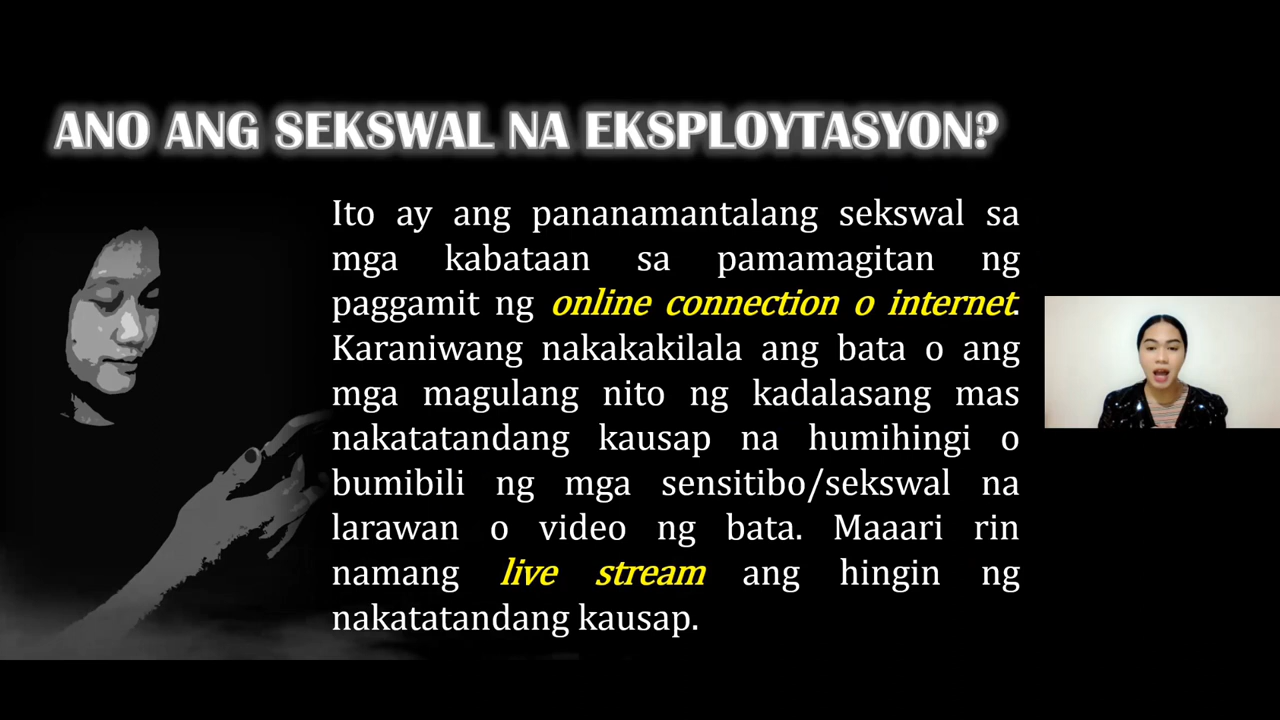 ANO ANG SEKSWAL NA EKSPLOYTASYON?
Ito ay ang pananamantalang sekswal sa
mga kabataan sa pamamagitan ng
paggamit ng online connection o internet.
Karaniwang nakakakilala ang bata o ang
mga magulang nito ng kadalasang mas
nakatatandang kausap na humihingi o
bumibili ng mga sensitibo/sekswal na
larawan o video ng bata. Maaari rin
namang live stream ang hingin ng
nakatatandang kausap.